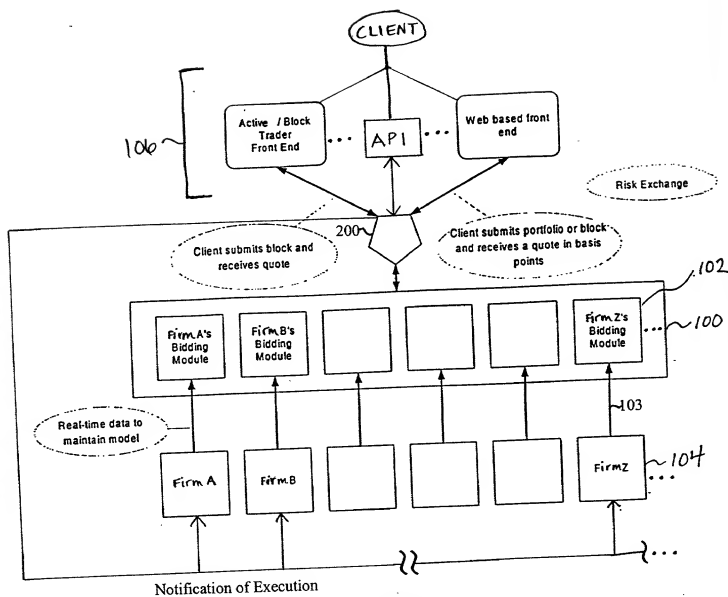 CLIENT
106
Active / Block
Trader
Front End
...
API
...
Web based front
end
Risk Exchange
200
Client submits block and
receives quote
Client submits portfolio or block
and receives a quote in basis
points
102
Firm A's
Bidding
Module
Firm B's
Bidding
Module
Firm Z's
Bidding
Module
...
100
Real-time data to
maintain model
103
Firm A
Firm B
Firm Z
104
...
...
Notification of Execution